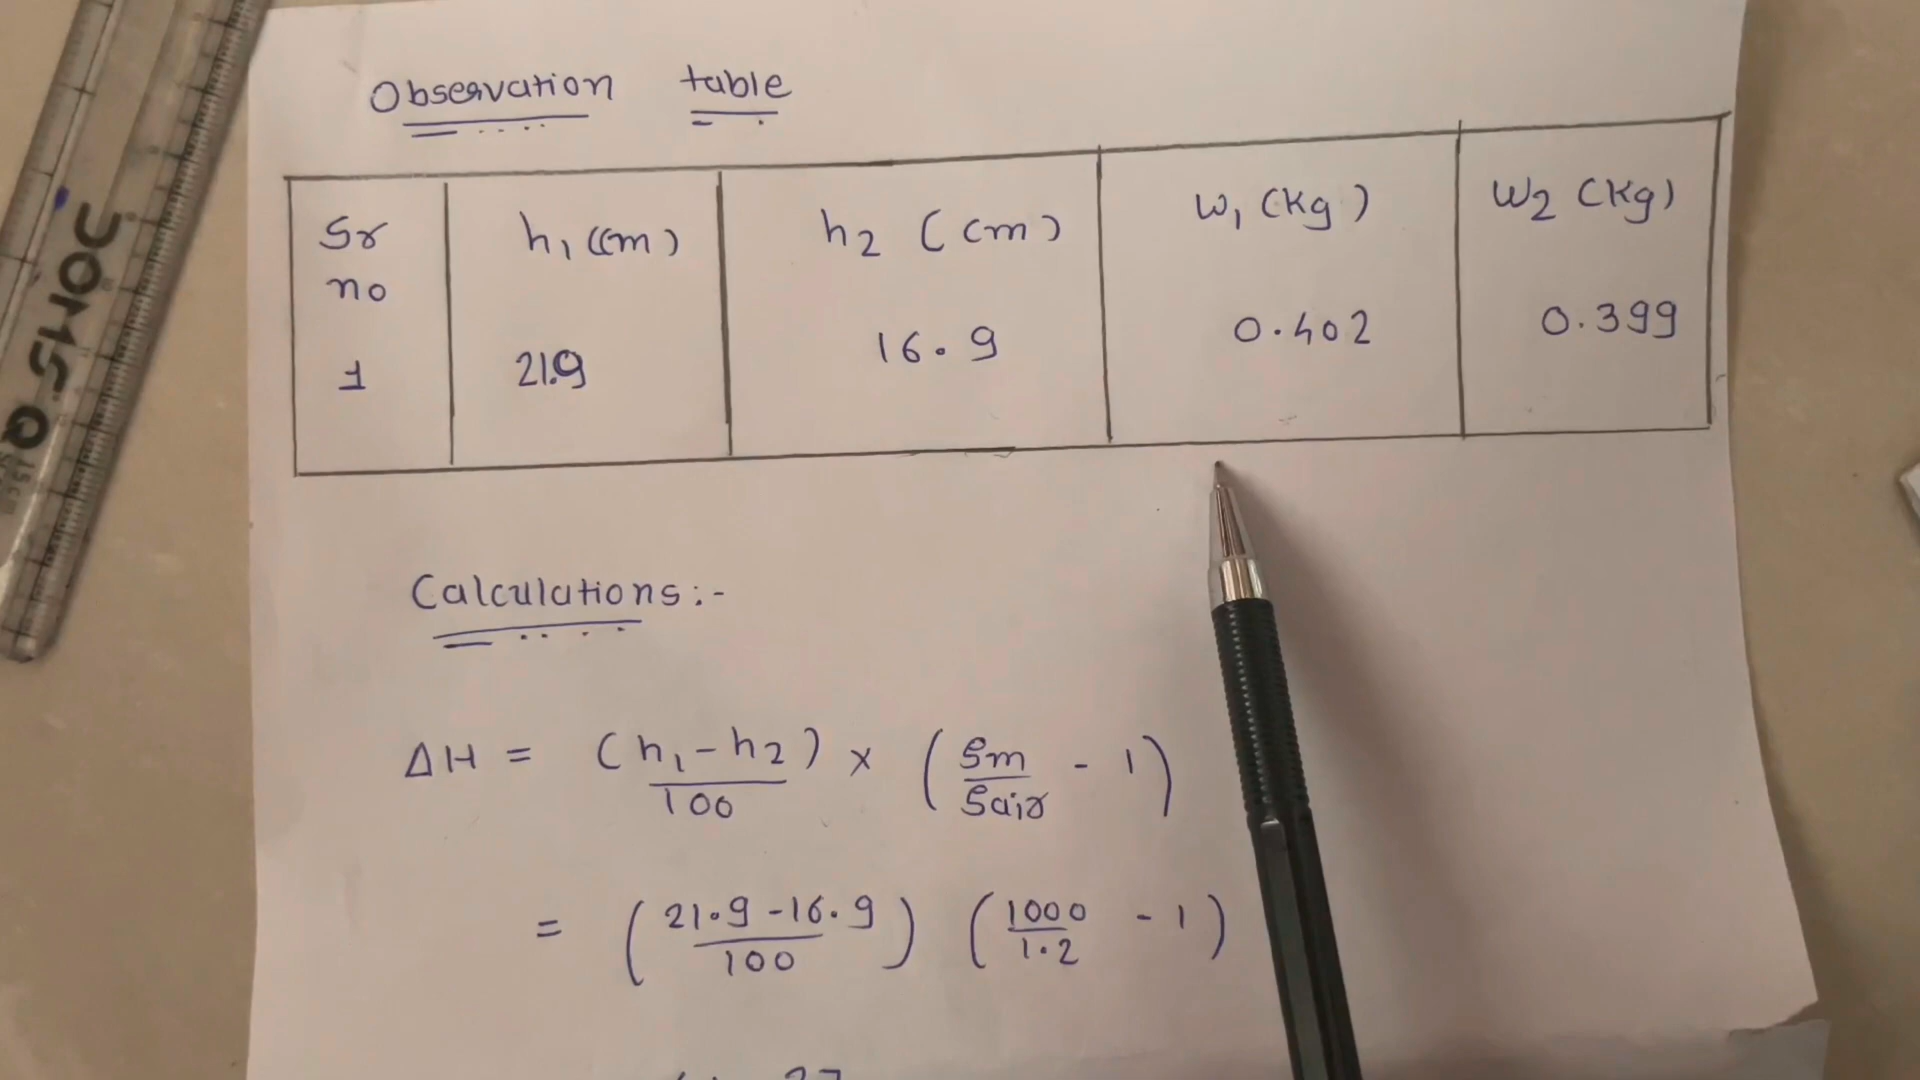 Observation table
Sr no
h₁ (cm)
h₂ (cm)
w₁ (kg)
w₂ (kg)
1
21.9
16.9
0.402
0.399
Calculations:-
ΔH = (h₁ - h₂)/100 × (ρm/ρair - 1)
= (21.9 - 16.9/100) (1000/1.2 - 1)
JOMSQ